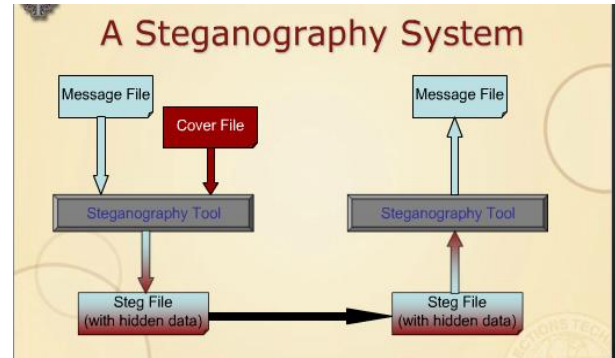 A Steganography System
Message File
Message File
Cover File
Steganography Tool
Steganography Tool
Steg File
(with hidden data)
Steg File
(with hidden data)